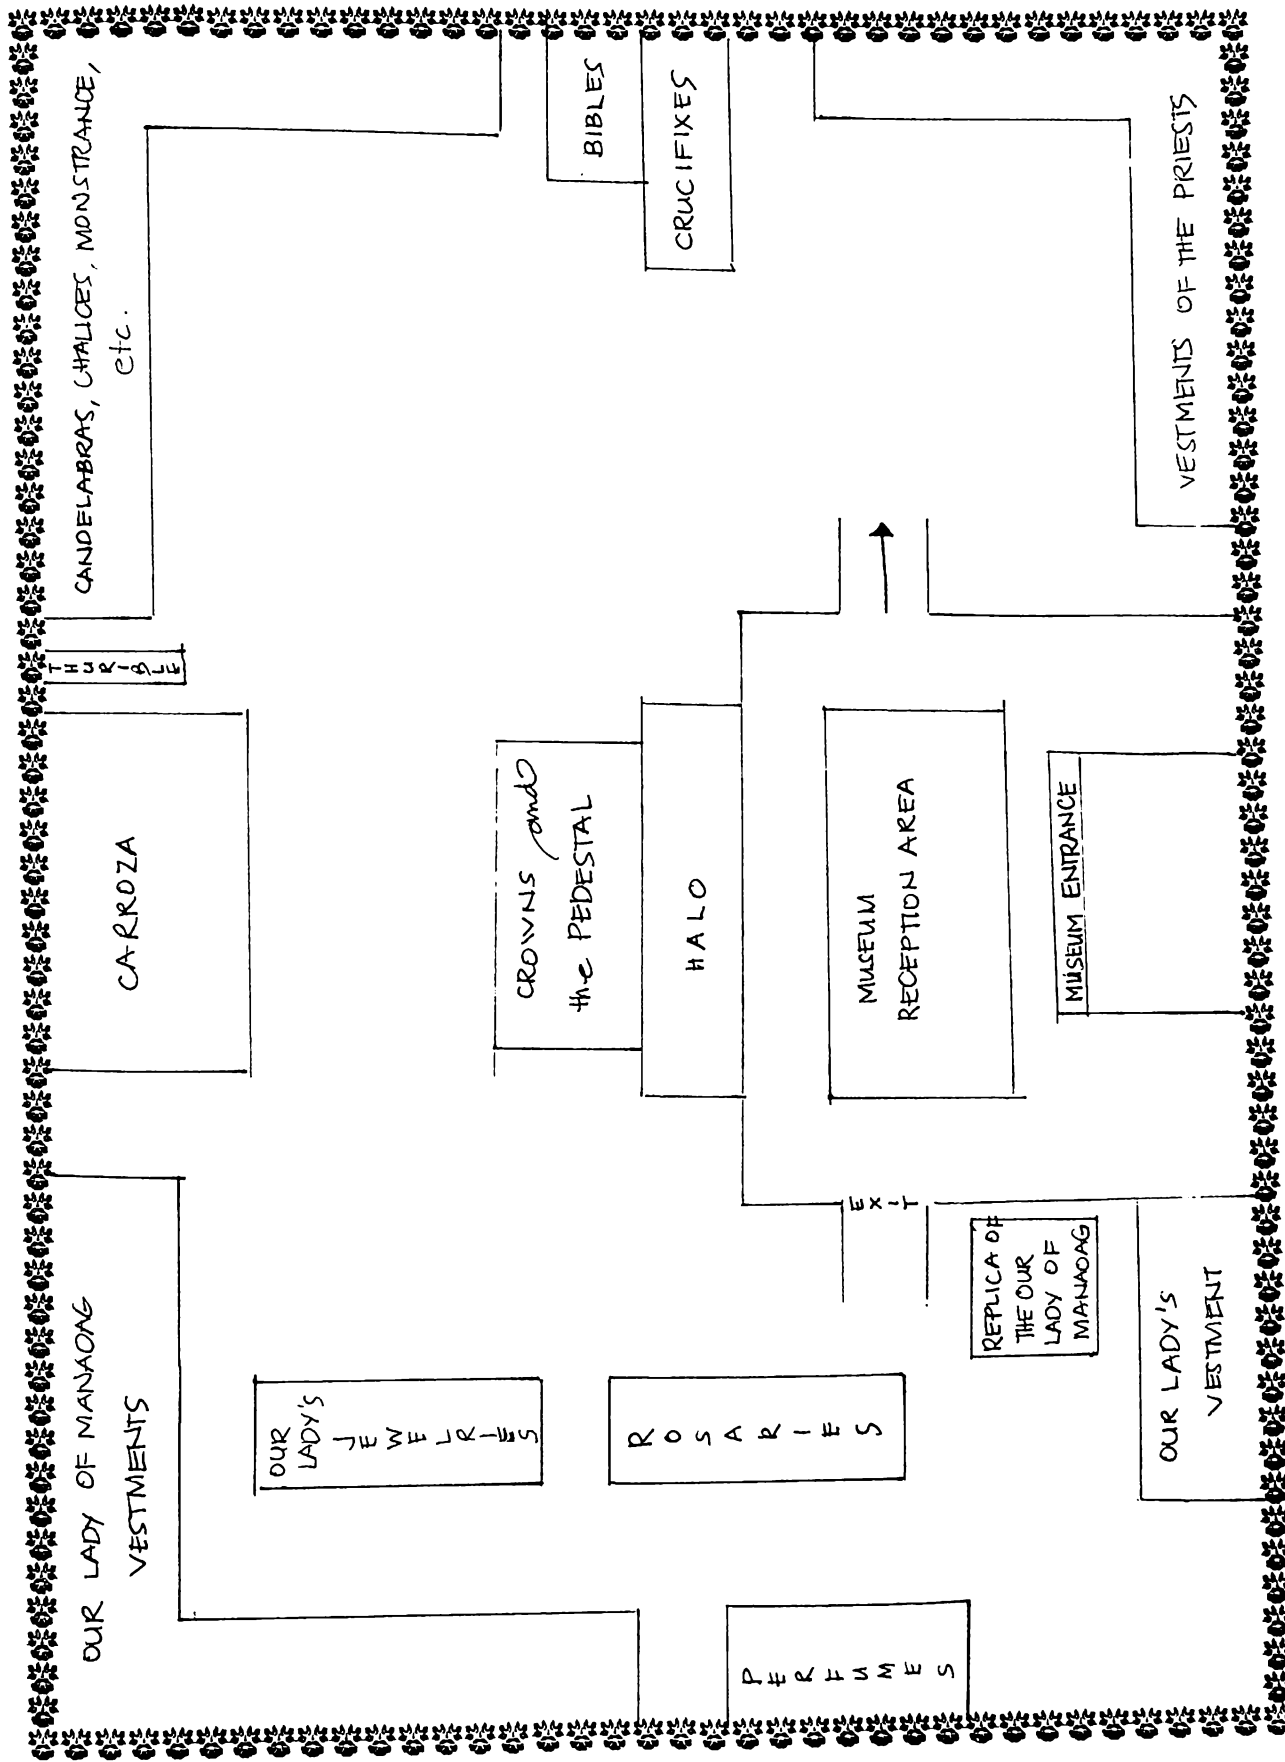 OUR LADY OF MANAOAG
VESTMENTS
CARROZA
THURIBLE
CANDELABRAS, CHALICES, MONSTRANCE,
etc.
OUR
LADY'S
JEWELRIES
CROWNS and
the PEDESTAL
BIBLES
ROSARIES
HALO
CRUCIFIXES
PERFUMES
EXIT
MUSEUM
RECEPTION AREA
REPLICA OF
THE OUR
LADY OF
MANAOAG
MUSEUM ENTRANCE
OUR LADY'S
VESTMENT
VESTMENTS OF THE PRIESTS